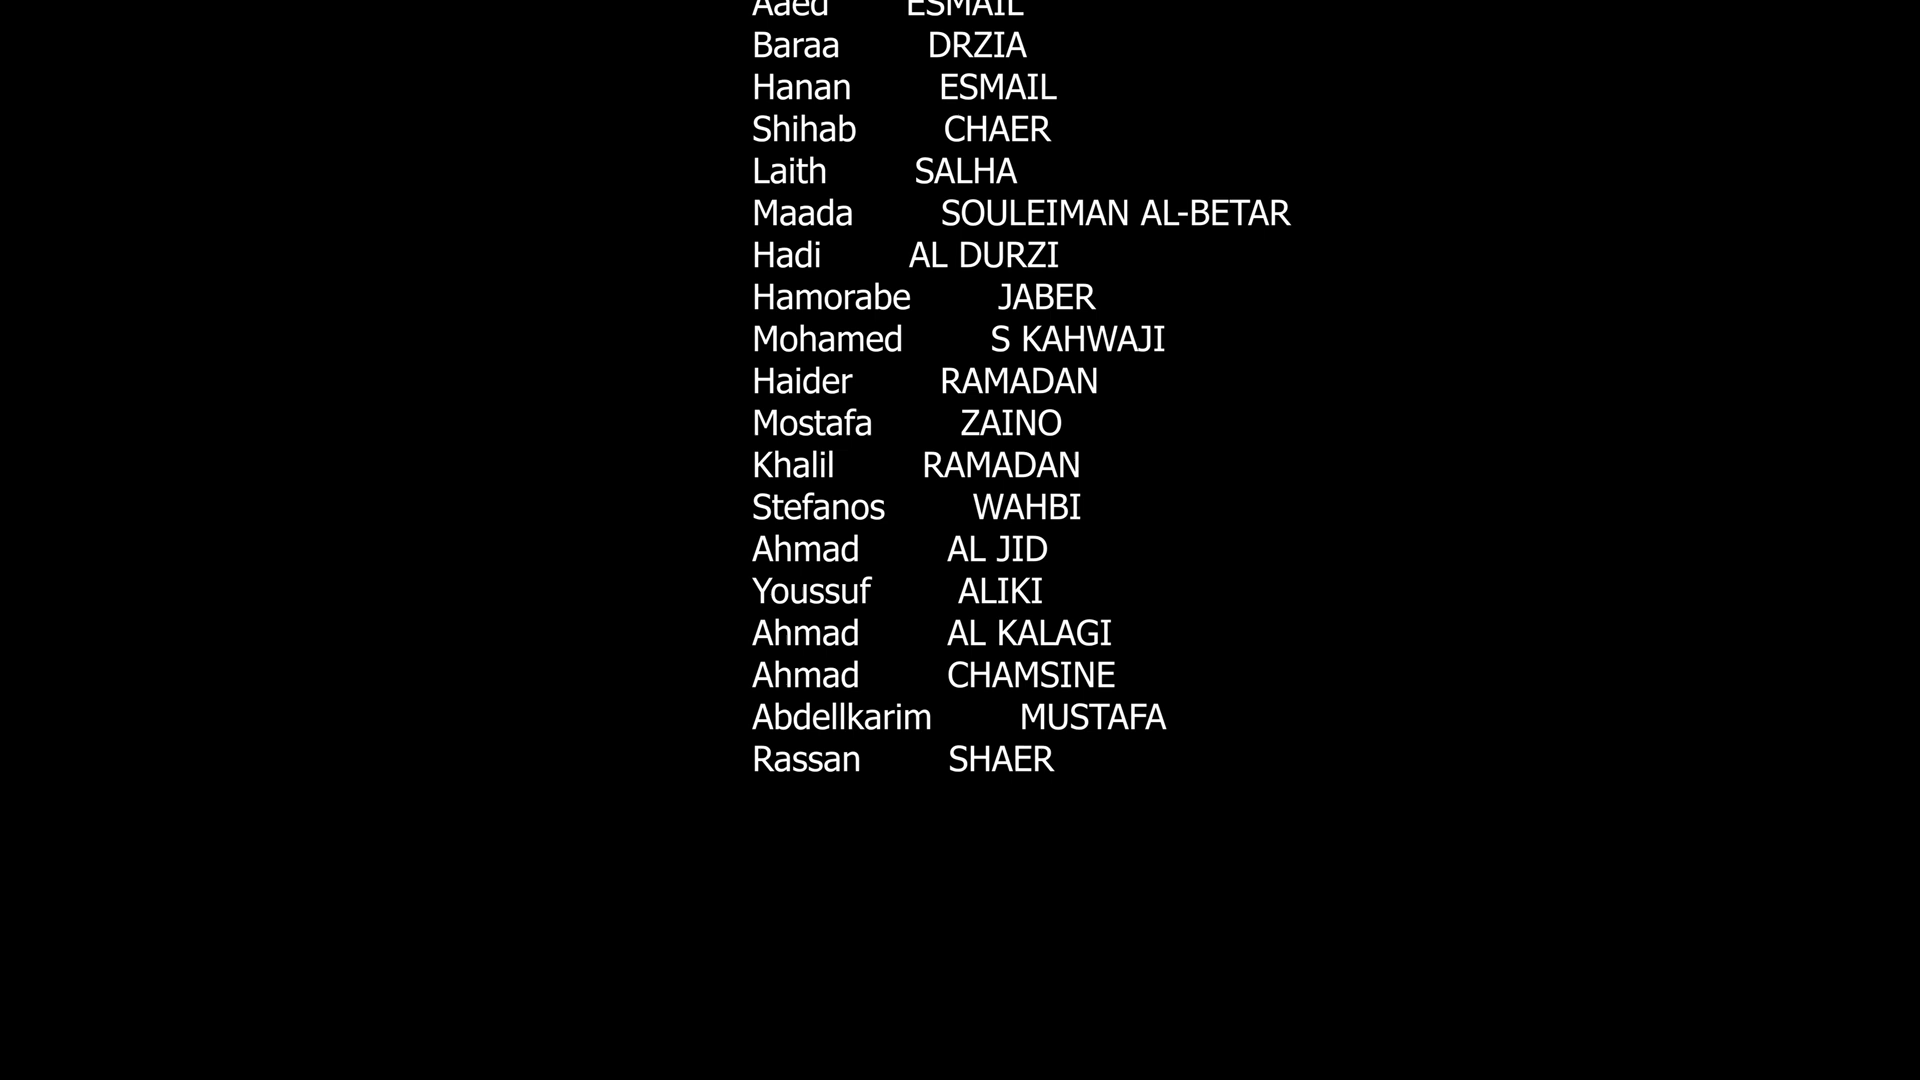 Aaed ESMAIL
Baraa DRZIA
Hanan ESMAIL
Shihab CHAER
Laith SALHA
Maada SOULEIMAN AL-BETAR
Hadi AL DURZI
Hamorabe JABER
Mohamed S KAHWAJI
Haider RAMADAN
Mostafa ZAINO
Khalil RAMADAN
Stefanos WAHBI
Ahmad AL JID
Youssuf ALIKI
Ahmad AL KALAGI
Ahmad CHAMSINE
Abdellkarim MUSTAFA
Rassan SHAER